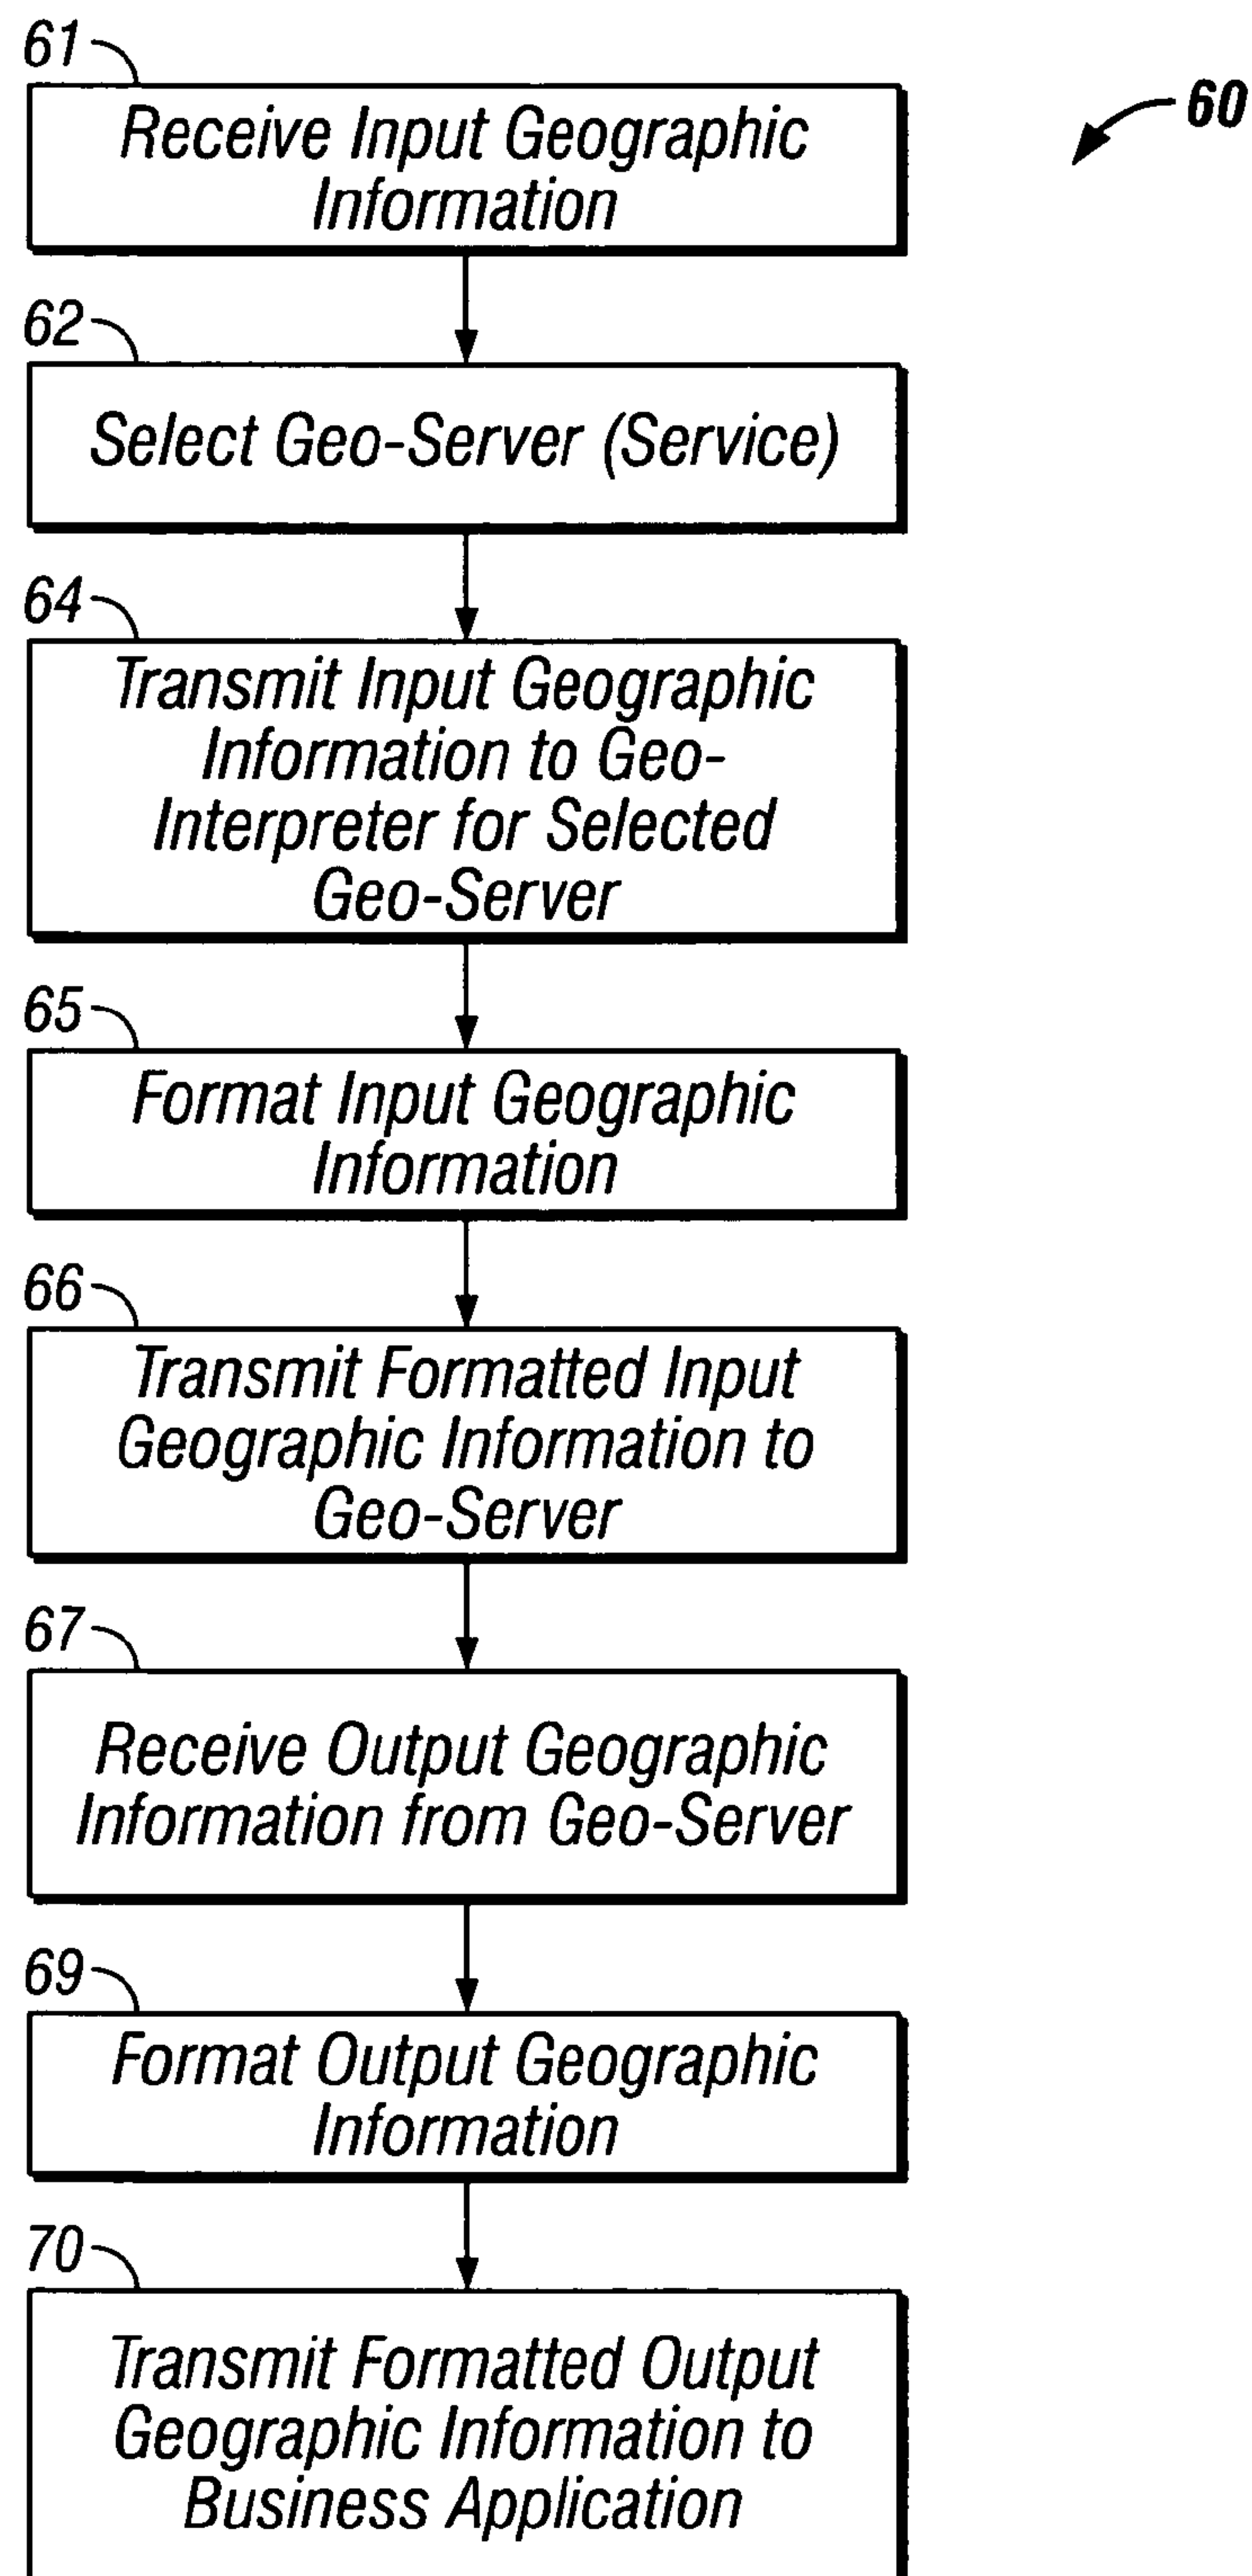 61
60
Receive Input Geographic
Information
62
Select Geo-Server (Service)
64
Transmit Input Geographic
Information to Geo-
Interpreter for Selected
Geo-Server
65
Format Input Geographic
Information
66
Transmit Formatted Input
Geographic Information to
Geo-Server
67
Receive Output Geographic
Information from Geo-Server
69
Format Output Geographic
Information
70
Transmit Formatted Output
Geographic Information to
Business Application